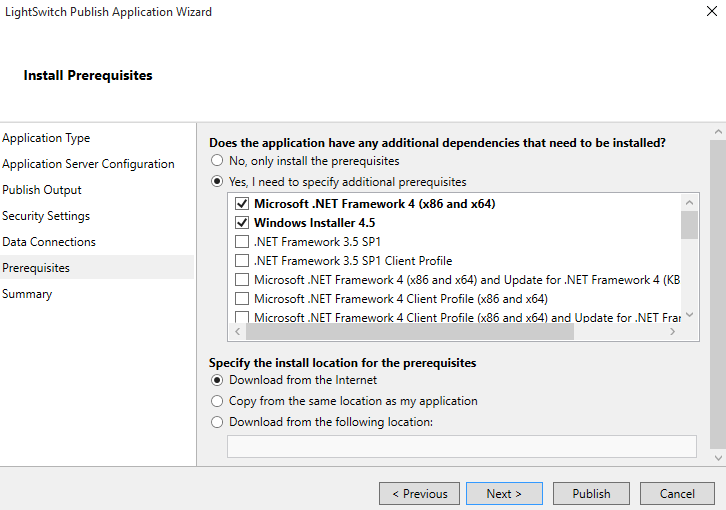 LightSwitch Publish Application Wizard
Install Prerequisites
Application Type
Application Server Configuration
Publish Output
Security Settings
Data Connections
Prerequisites
Summary
Does the application have any additional dependencies that need to be installed?
No, only install the prerequisites
Yes, I need to specify additional prerequisites
Microsoft .NET Framework 4 (x86 and x64)
Windows Installer 4.5
.NET Framework 3.5 SP1
.NET Framework 3.5 SP1 Client Profile
Microsoft .NET Framework 4 (x86 and x64) and Update for .NET Framework 4 (KB
Microsoft .NET Framework 4 Client Profile (x86 and x64)
Microsoft .NET Framework 4 Client Profile (x86 and x64) and Update for .NET Fra
Specify the install location for the prerequisites
Download from the Internet
Copy from the same location as my application
Download from the following location:
< Previous
Next >
Publish
Cancel